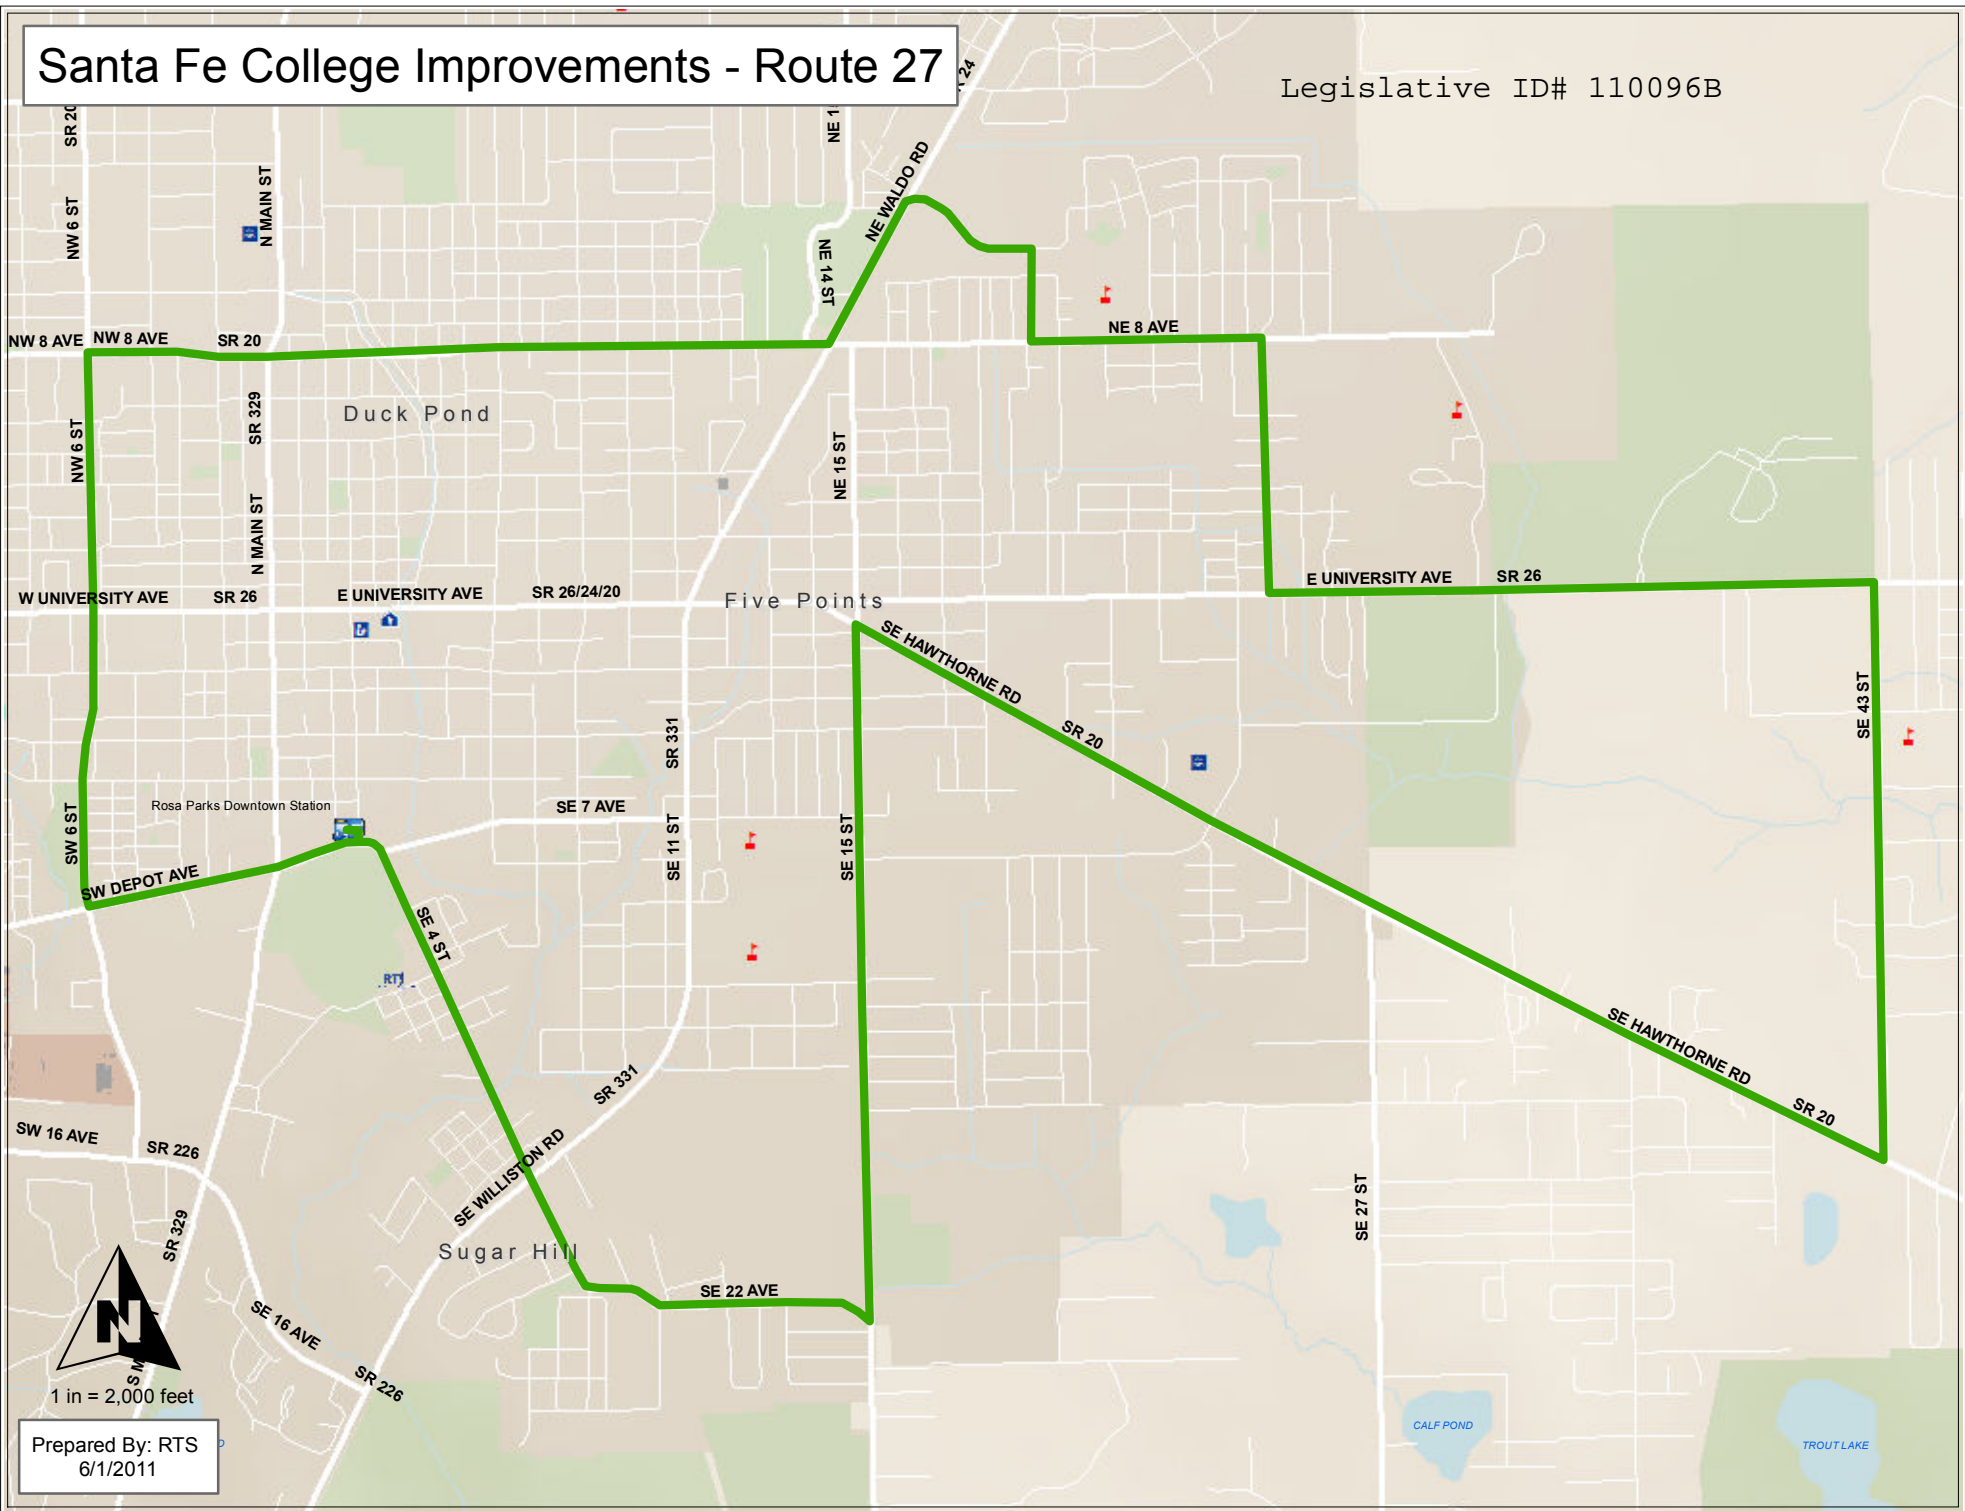 Santa Fe College Improvements - Route 27
Legislative ID# 110096B
SR 20
NW 6 ST
N MAIN ST
NE 14 ST
NE WALDO RD
NW 8 AVE
NW 8 AVE
SR 20
NE 8 AVE
SR 329
Duck Pond
NW 6 ST
NE 15 ST
N MAIN ST
W UNIVERSITY AVE
SR 26
E UNIVERSITY AVE
SR 26/24/20
Five Points
E UNIVERSITY AVE
SR 26
SE HAWTHORNE RD
SR 20
SE 43 ST
SR 331
Rosa Parks Downtown Station
SE 7 AVE
SW 6 ST
SE 11 ST
SE 15 ST
SW DEPOT AVE
SE 4 ST
RTS
SE HAWTHORNE RD
SR 20
SR 331
SW 16 AVE
SR 226
SE WILLISTON RD
SE 27 ST
SR 329
Sugar Hill
SE 22 AVE
SE 16 AVE
SR 226
N
1 in = 2,000 feet
CALF POND
TROUT LAKE
Prepared By: RTS
6/1/2011